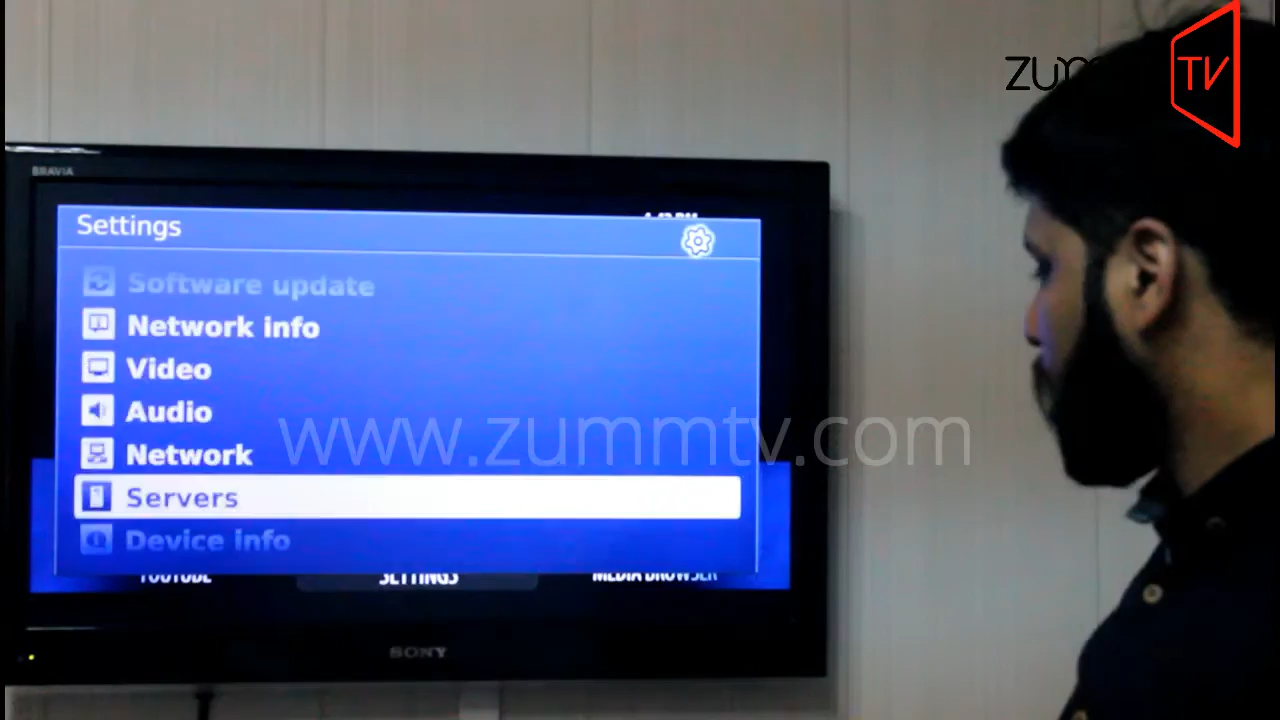 BRAVIA
Settings
Software update
Network info
Video
Audio
Network
Servers
Device info
YOUTUBE
SETTINGS
MEDIA BROWSER
SONY
www.zummtv.com
TV